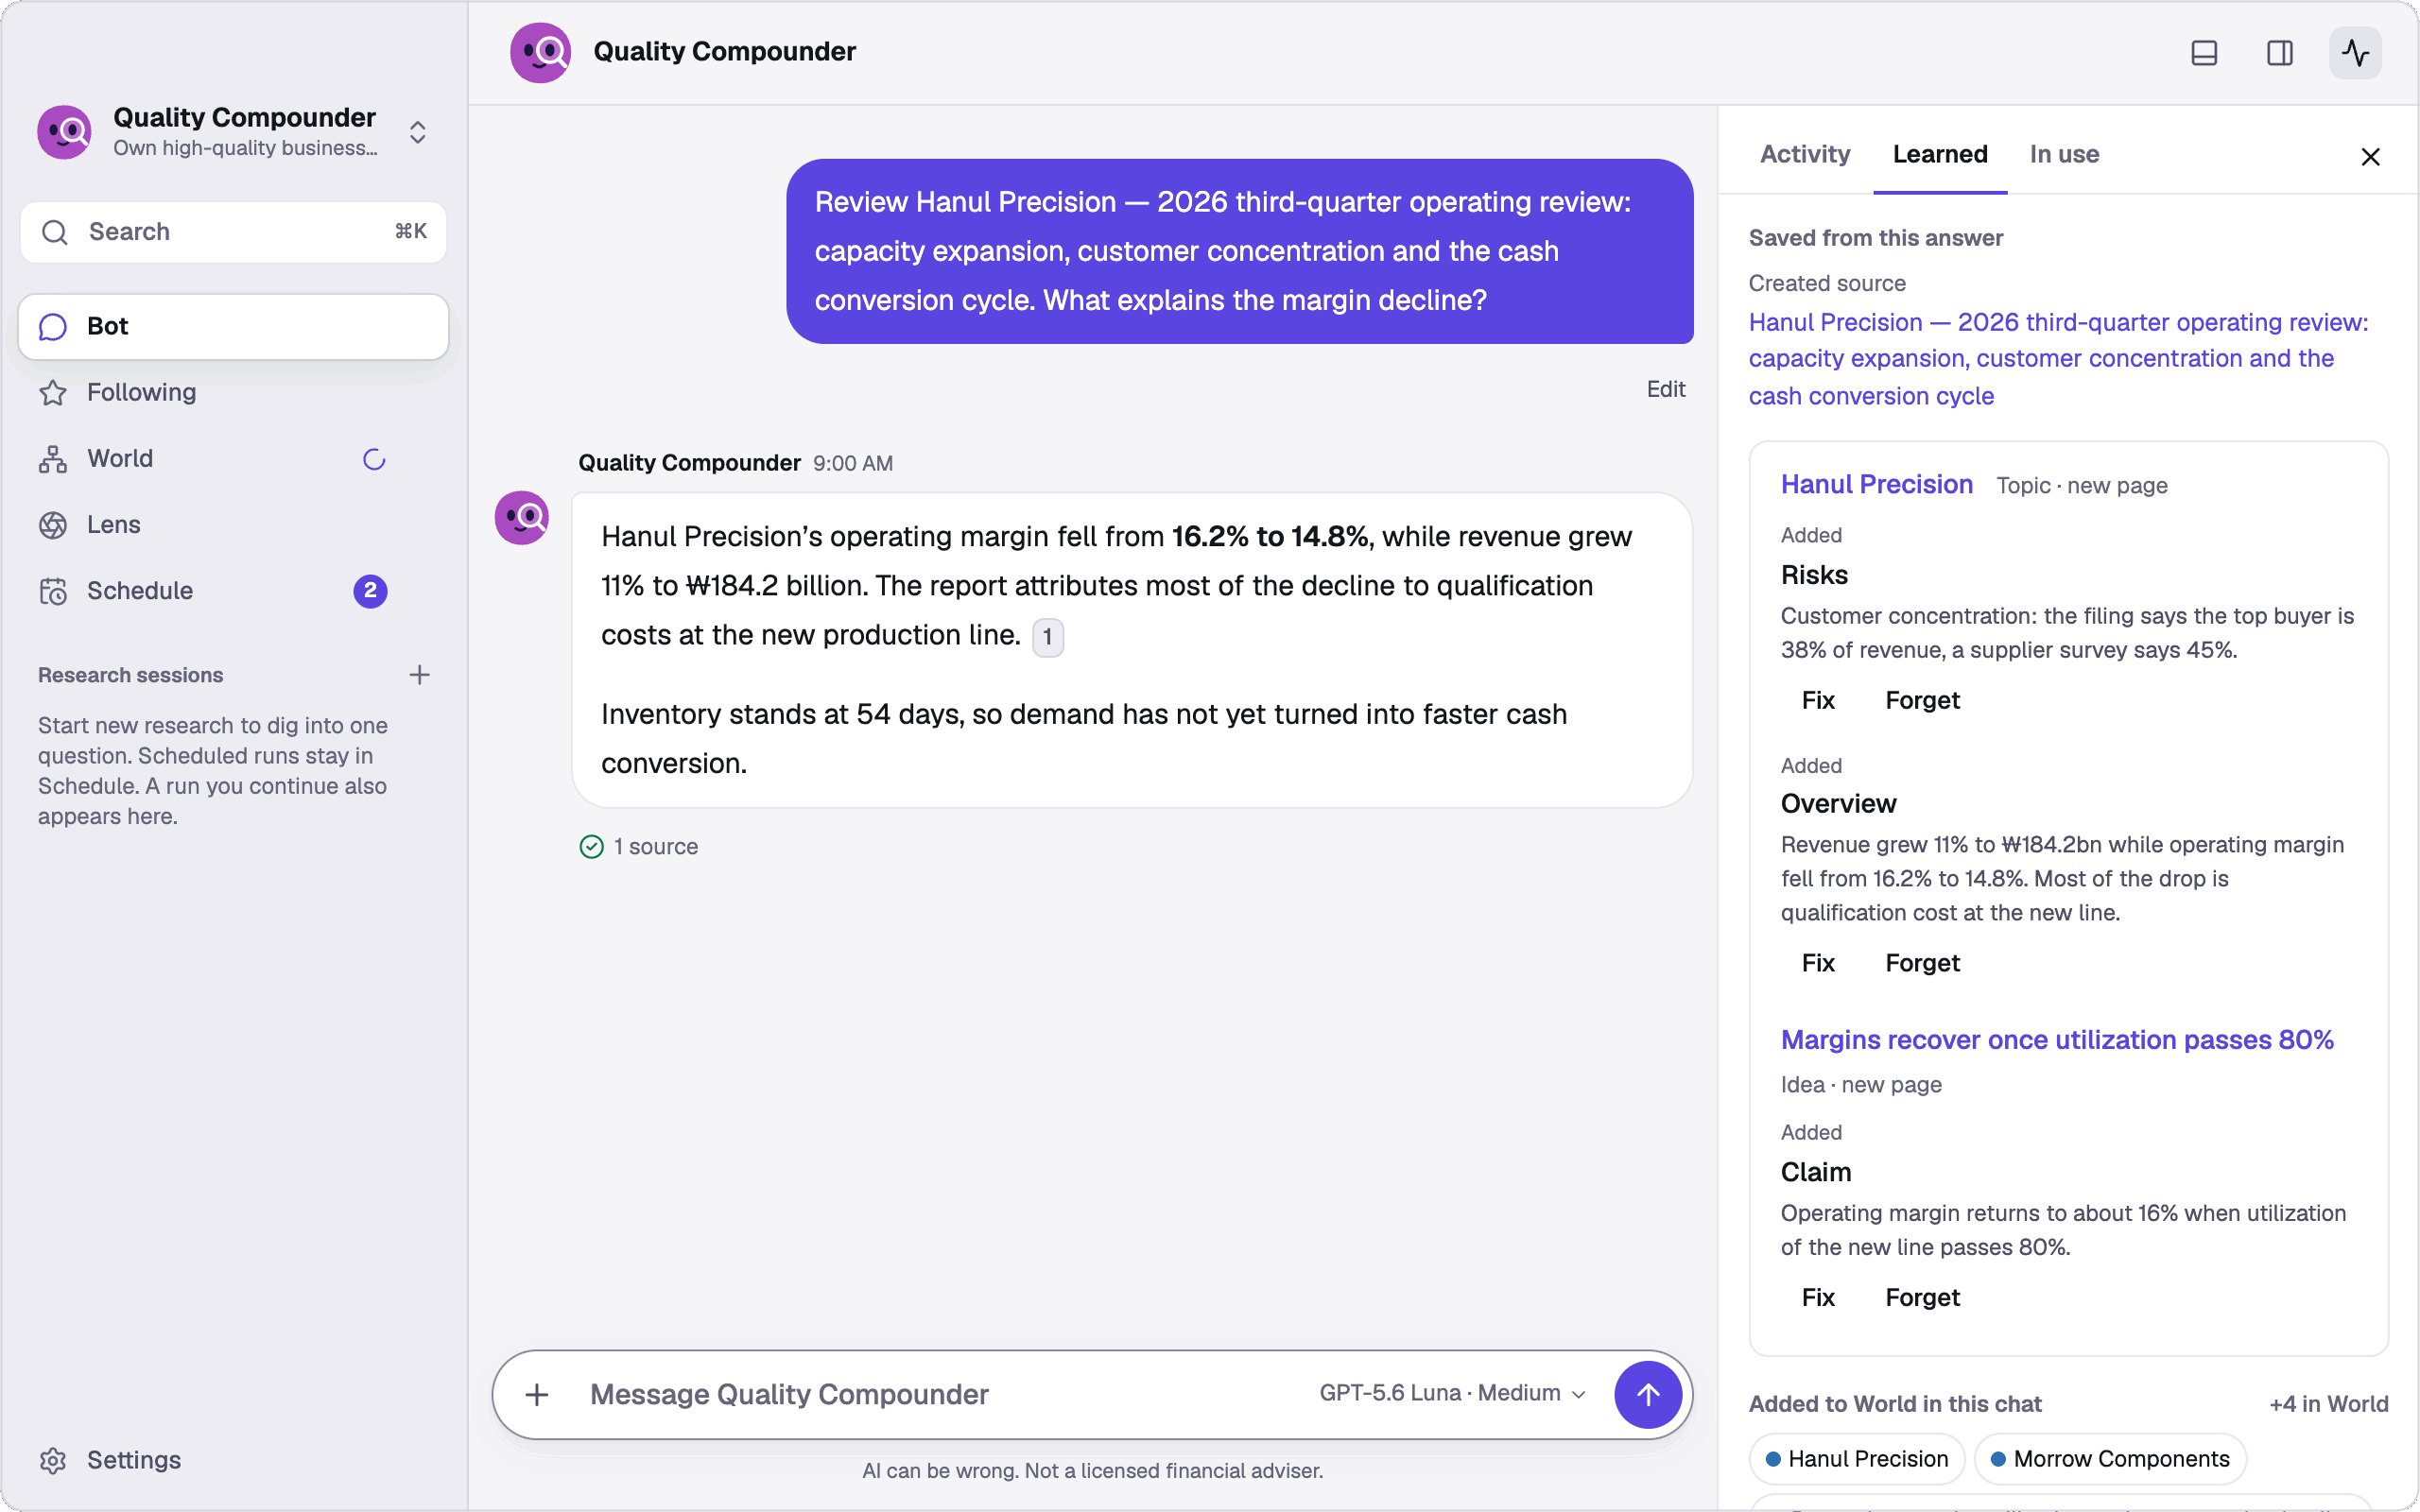 Quality Compounder
Own high-quality business...
Search
⌘K
Bot
Following
World
Lens
Schedule
2
Research sessions
Start new research to dig into one
question. Scheduled runs stay in
Schedule. A run you continue also
appears here.
Settings
Quality Compounder
Review Hanul Precision — 2026 third-quarter operating review:
capacity expansion, customer concentration and the cash
conversion cycle. What explains the margin decline?
Edit
Quality Compounder 9:00 AM
Hanul Precision’s operating margin fell from 16.2% to 14.8%, while revenue grew
11% to ₩184.2 billion. The report attributes most of the decline to qualification
costs at the new production line. 1
Inventory stands at 54 days, so demand has not yet turned into faster cash
conversion.
1 source
Message Quality Compounder
GPT-5.6 Luna · Medium
AI can be wrong. Not a licensed financial adviser.
Activity
Learned
In use
Saved from this answer
Created source
Hanul Precision — 2026 third-quarter operating review:
capacity expansion, customer concentration and the
cash conversion cycle
Hanul Precision Topic · new page
Added
Risks
Customer concentration: the filing says the top buyer is
38% of revenue, a supplier survey says 45%.
Fix Forget
Added
Overview
Revenue grew 11% to ₩184.2bn while operating margin
fell from 16.2% to 14.8%. Most of the drop is
qualification cost at the new line.
Fix Forget
Margins recover once utilization passes 80%
Idea · new page
Added
Claim
Operating margin returns to about 16% when utilization
of the new line passes 80%.
Fix Forget
Added to World in this chat
+4 in World
Hanul Precision
Morrow Components